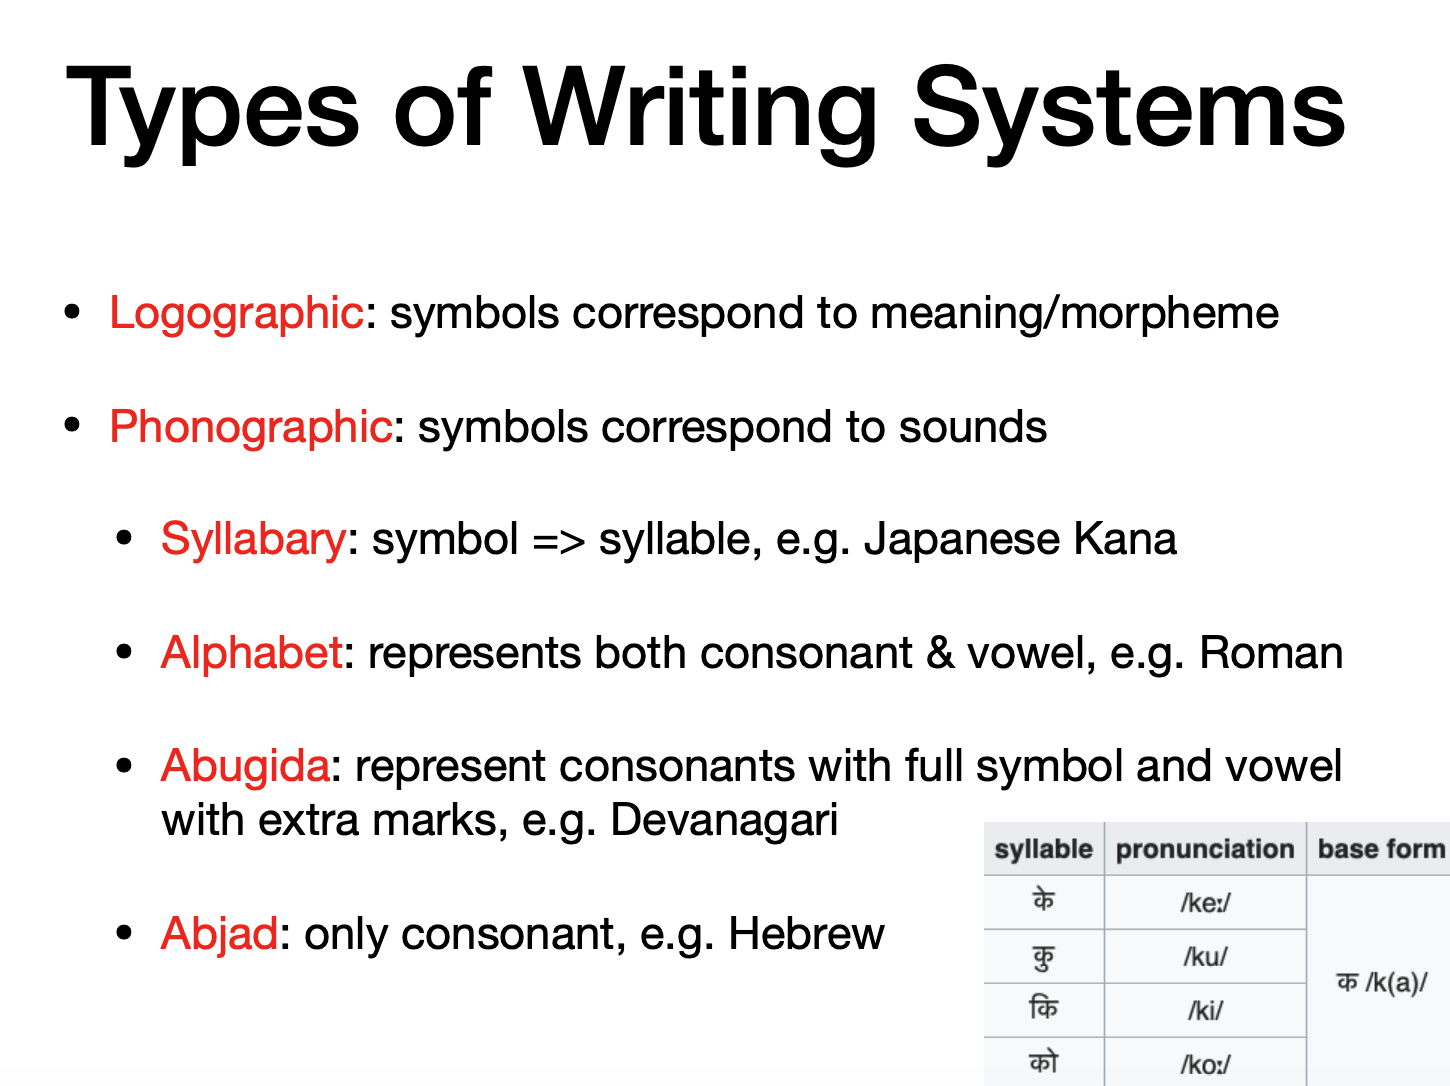 Types of Writing Systems
• Logographic: symbols correspond to meaning/morpheme
• Phonographic: symbols correspond to sounds
• Syllabary: symbol => syllable, e.g. Japanese Kana
• Alphabet: represents both consonant & vowel, e.g. Roman
• Abugida: represent consonants with full symbol and vowel
with extra marks, e.g. Devanagari
• Abjad: only consonant, e.g. Hebrew
syllable pronunciation base form
के /keː/
कु /ku/
क /k(a)/
कि /ki/
को /koː/